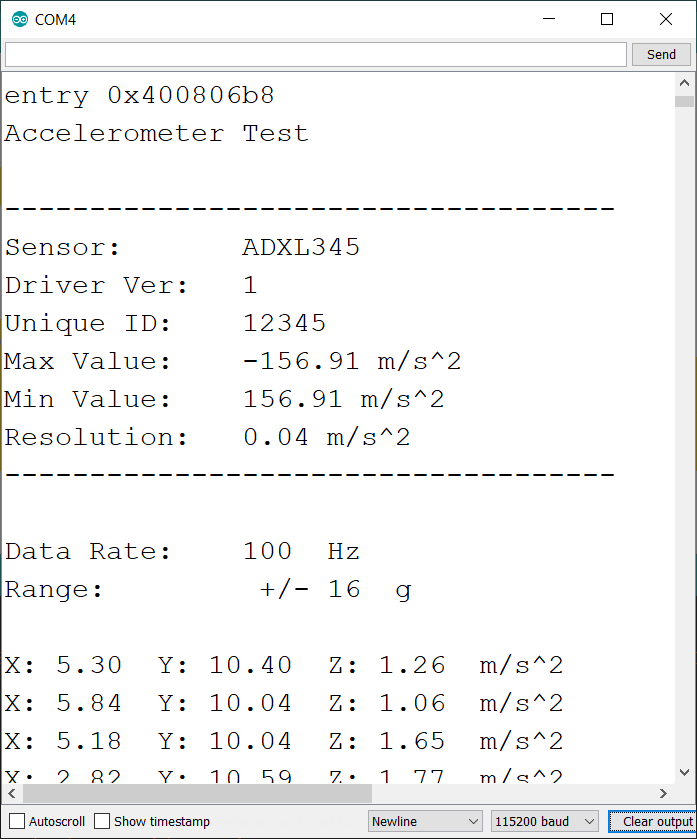 COM4
Send
entry 0x400806b8
Accelerometer Test
------------------------------------
Sensor: ADXL345
Driver Ver: 1
Unique ID: 12345
Max Value: -156.91 m/s^2
Min Value: 156.91 m/s^2
Resolution: 0.04 m/s^2
------------------------------------
Data Rate: 100 Hz
Range: +/- 16 g
X: 5.30 Y: 10.40 Z: 1.26 m/s^2
X: 5.84 Y: 10.04 Z: 1.06 m/s^2
X: 5.18 Y: 10.04 Z: 1.65 m/s^2
X: 2.82 Y: 10.59 Z: 1.77 m/s^2
Autoscroll Show timestamp Newline 115200 baud Clear output